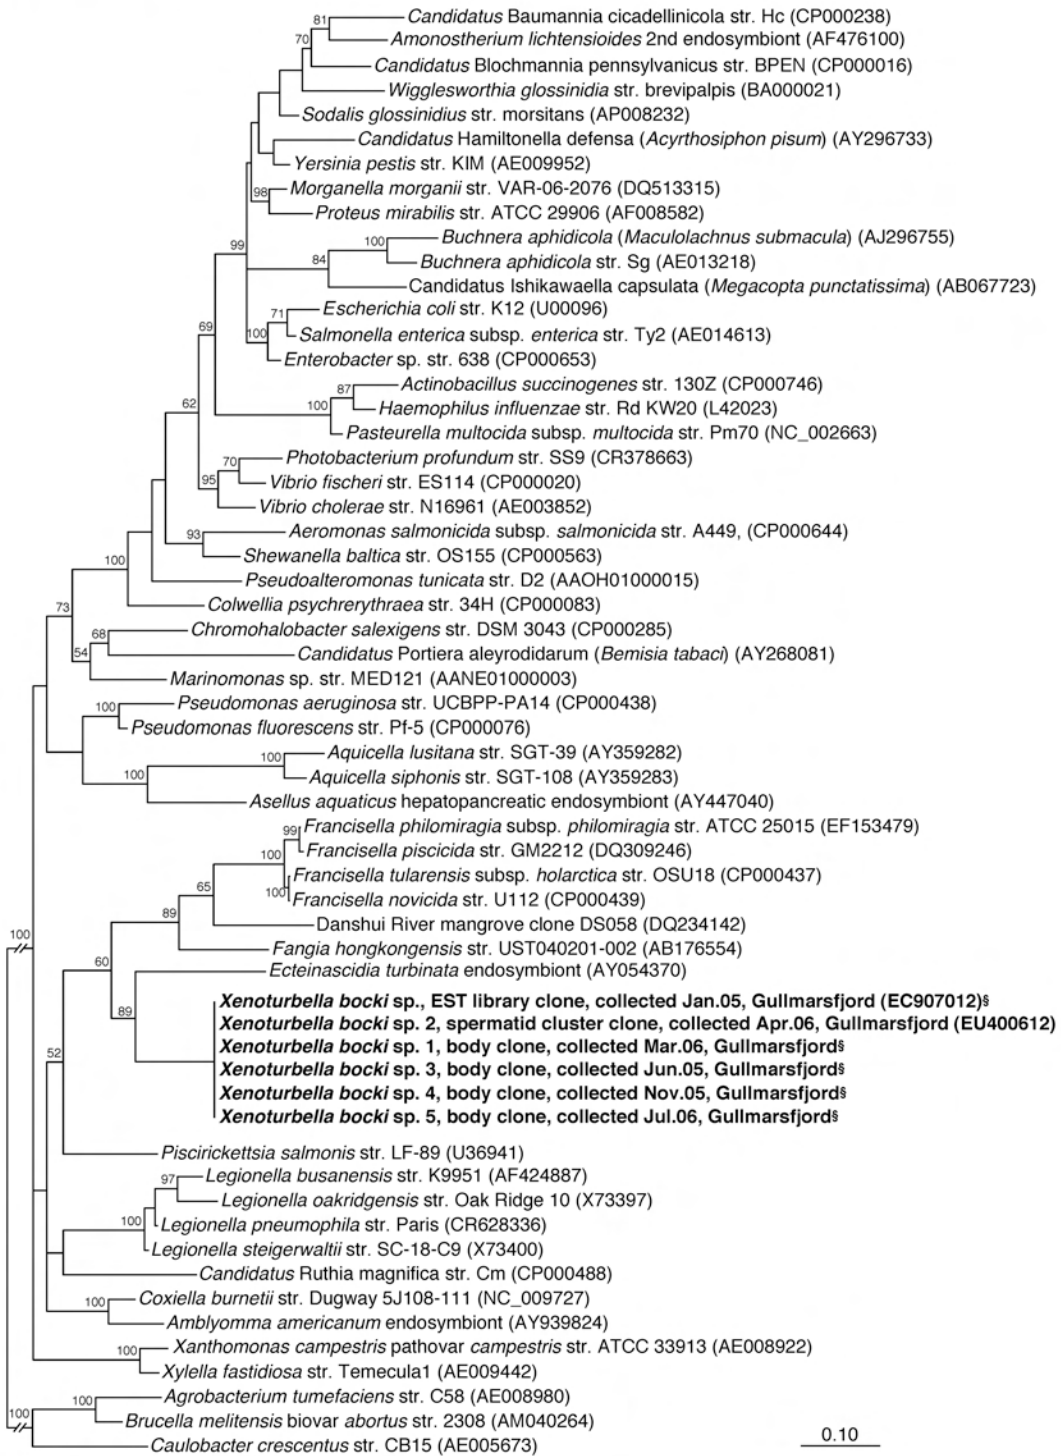 81
Candidatus Baumannia cicadellinicola str. Hc (CP000238)
70
Amonostherium lichtensioides 2nd endosymbiont (AF476100)
Candidatus Blochmannia pennsylvanicus str. BPEN (CP000016)
Wigglesworthia glossinidia str. brevipalpis (BA000021)
Sodalis glossinidius str. morsitans (AP008232)
Candidatus Hamiltonella defensa (Acyrthosiphon pisum) (AY296733)
Yersinia pestis str. KIM (AE009952)
98
Morganella morganii str. VAR-06-2076 (DQ513315)
Proteus mirabilis str. ATCC 29906 (AF008582)
99
100
Buchnera aphidicola (Maculolachnus submacula) (AJ296755)
84
Buchnera aphidicola str. Sg (AE013218)
Candidatus Ishikawaella capsulata (Megacopta punctatissima) (AB067723)
71
Escherichia coli str. K12 (U00096)
69
100
Salmonella enterica subsp. enterica str. Ty2 (AE014613)
Enterobacter sp. str. 638 (CP000653)
87
Actinobacillus succinogenes str. 130Z (CP000746)
62
100
Haemophilus influenzae str. Rd KW20 (L42023)
Pasteurella multocida subsp. multocida str. Pm70 (NC_002663)
70
Photobacterium profundum str. SS9 (CR378663)
95
Vibrio fischeri str. ES114 (CP000020)
Vibrio cholerae str. N16961 (AE003852)
93
Aeromonas salmonicida subsp. salmonicida str. A449, (CP000644)
Shewanella baltica str. OS155 (CP000563)
100
Pseudoalteromonas tunicata str. D2 (AAOH01000015)
73
Colwellia psychrerythraea str. 34H (CP000083)
68
Chromohalobacter salexigens str. DSM 3043 (CP000285)
54
Candidatus Portiera aleyrodidarum (Bemisia tabaci) (AY268081)
Marinomonas sp. str. MED121 (AANE01000003)
100
Pseudomonas aeruginosa str. UCBPP-PA14 (CP000438)
Pseudomonas fluorescens str. Pf-5 (CP000076)
100
Aquicella lusitana str. SGT-39 (AY359282)
100
Aquicella siphonis str. SGT-108 (AY359283)
Asellus aquaticus hepatopancreatic endosymbiont (AY447040)
99
Francisella philomiragia subsp. philomiragia str. ATCC 25015 (EF153479)
100
Francisella piscicida str. GM2212 (DQ309246)
65
Francisella tularensis subsp. holarctica str. OSU18 (CP000437)
100
Francisella novicida str. U112 (CP000439)
89
Danshui River mangrove clone DS058 (DQ234142)
100
Fangia hongkongensis str. UST040201-002 (AB176554)
60
Ecteinascidia turbinata endosymbiont (AY054370)
89
Xenoturbella bocki sp., EST library clone, collected Jan.05, Gullmarsfjord (EC907012)§
Xenoturbella bocki sp. 2, spermatid cluster clone, collected Apr.06, Gullmarsfjord (EU400612)
Xenoturbella bocki sp. 1, body clone, collected Mar.06, Gullmarsfjord§
52
Xenoturbella bocki sp. 3, body clone, collected Jun.05, Gullmarsfjord§
Xenoturbella bocki sp. 4, body clone, collected Nov.05, Gullmarsfjord§
Xenoturbella bocki sp. 5, body clone, collected Jul.06, Gullmarsfjord§
Piscirickettsia salmonis str. LF-89 (U36941)
97
Legionella busanensis str. K9951 (AF424887)
Legionella oakridgensis str. Oak Ridge 10 (X73397)
100
Legionella pneumophila str. Paris (CR628336)
Legionella steigerwaltii str. SC-18-C9 (X73400)
Candidatus Ruthia magnifica str. Cm (CP000488)
100
Coxiella burnetii str. Dugway 5J108-111 (NC_009727)
Amblyomma americanum endosymbiont (AY939824)
100
Xanthomonas campestris pathovar campestris str. ATCC 33913 (AE008922)
Xylella fastidiosa str. Temecula1 (AE009442)
100
Agrobacterium tumefaciens str. C58 (AE008980)
100
Brucella melitensis biovar abortus str. 2308 (AM040264)
Caulobacter crescentus str. CB15 (AE005673)
0.10